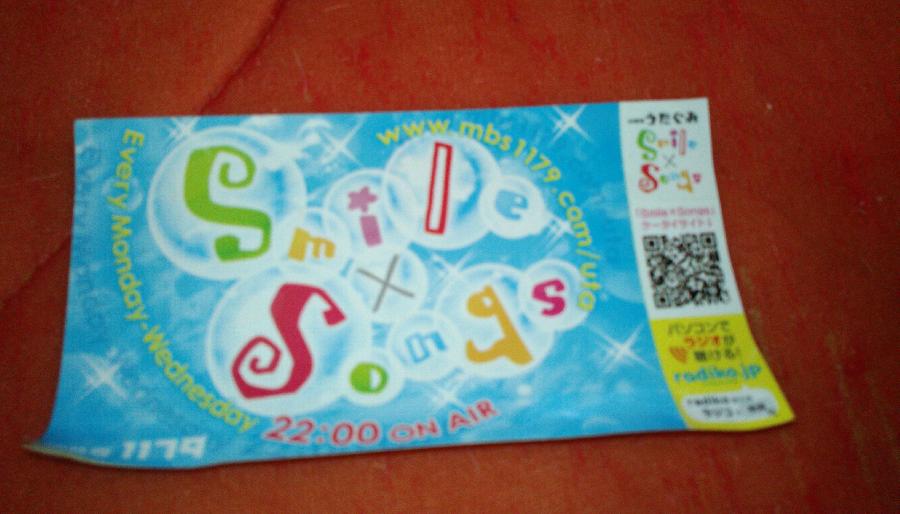 Every Monday-Wednesday
www.mbs1179.com/uta
Smile
×
Songs
22:00 ON AIR
1179
うたぐみ
Smile
×
Songs
「Smile×Songs」
ケータイサイト!
パソコンで
ラジオが
聴ける!
radiko.jp